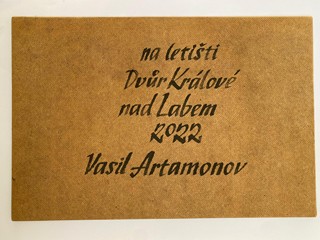 na letišti
Dvůr Králové
nad Labem
2022
Vasil Artamonov